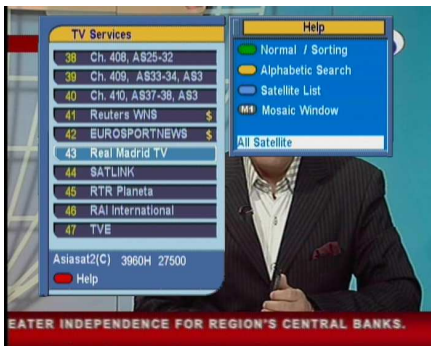 TV Services
38 Ch. 408, AS25-32
39 Ch. 409, AS33-34, AS3
40 Ch. 410, AS37-38, AS3
41 Reuters WNS $
42 EUROSPORTNEWS $
43 Real Madrid TV
44 SATLINK
45 RTR Planeta
46 RAI International
47 TVE
Asiasat2(C) 3960H 27500
Help
Help
Normal / Sorting
Alphabetic Search
Satellite List
M1 Mosaic Window
All Satellite
EATER INDEPENDENCE FOR REGION'S CENTRAL BANKS.